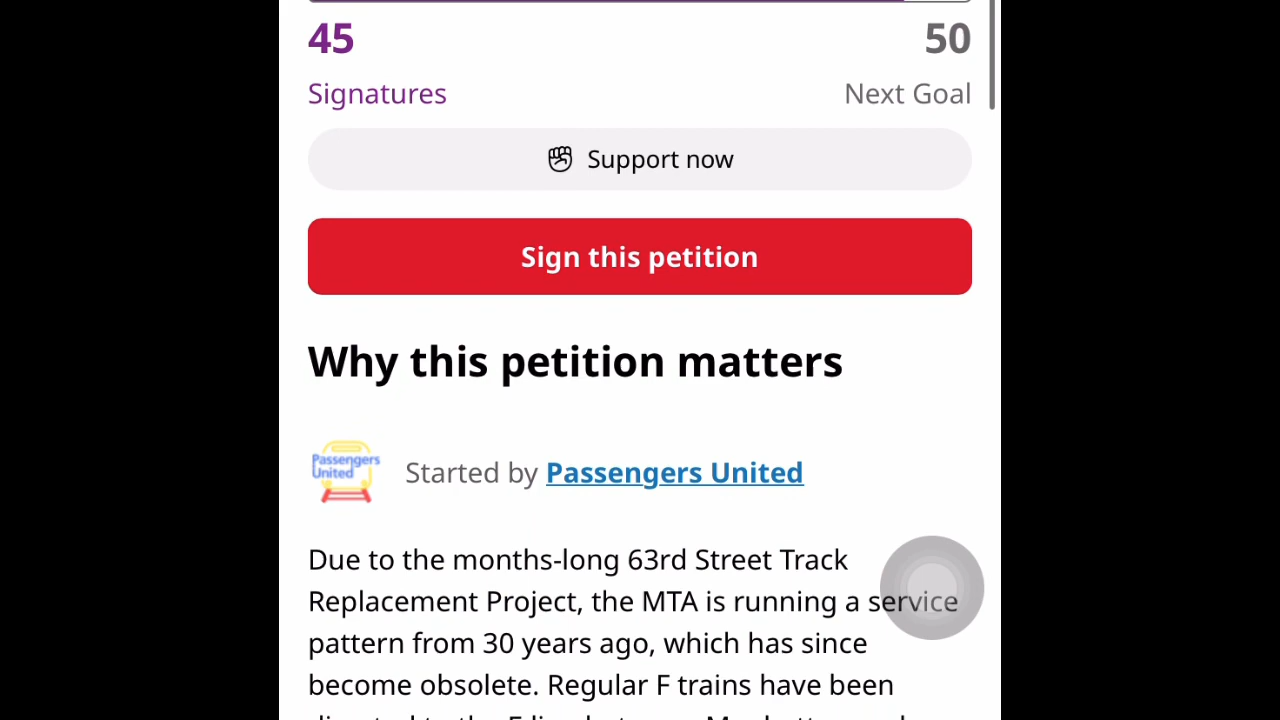 45
50
Signatures
Next Goal
Support now
Sign this petition
Why this petition matters
Passengers
United
Started by Passengers United
Due to the months-long 63rd Street Track
Replacement Project, the MTA is running a service
pattern from 30 years ago, which has since
become obsolete. Regular F trains have been